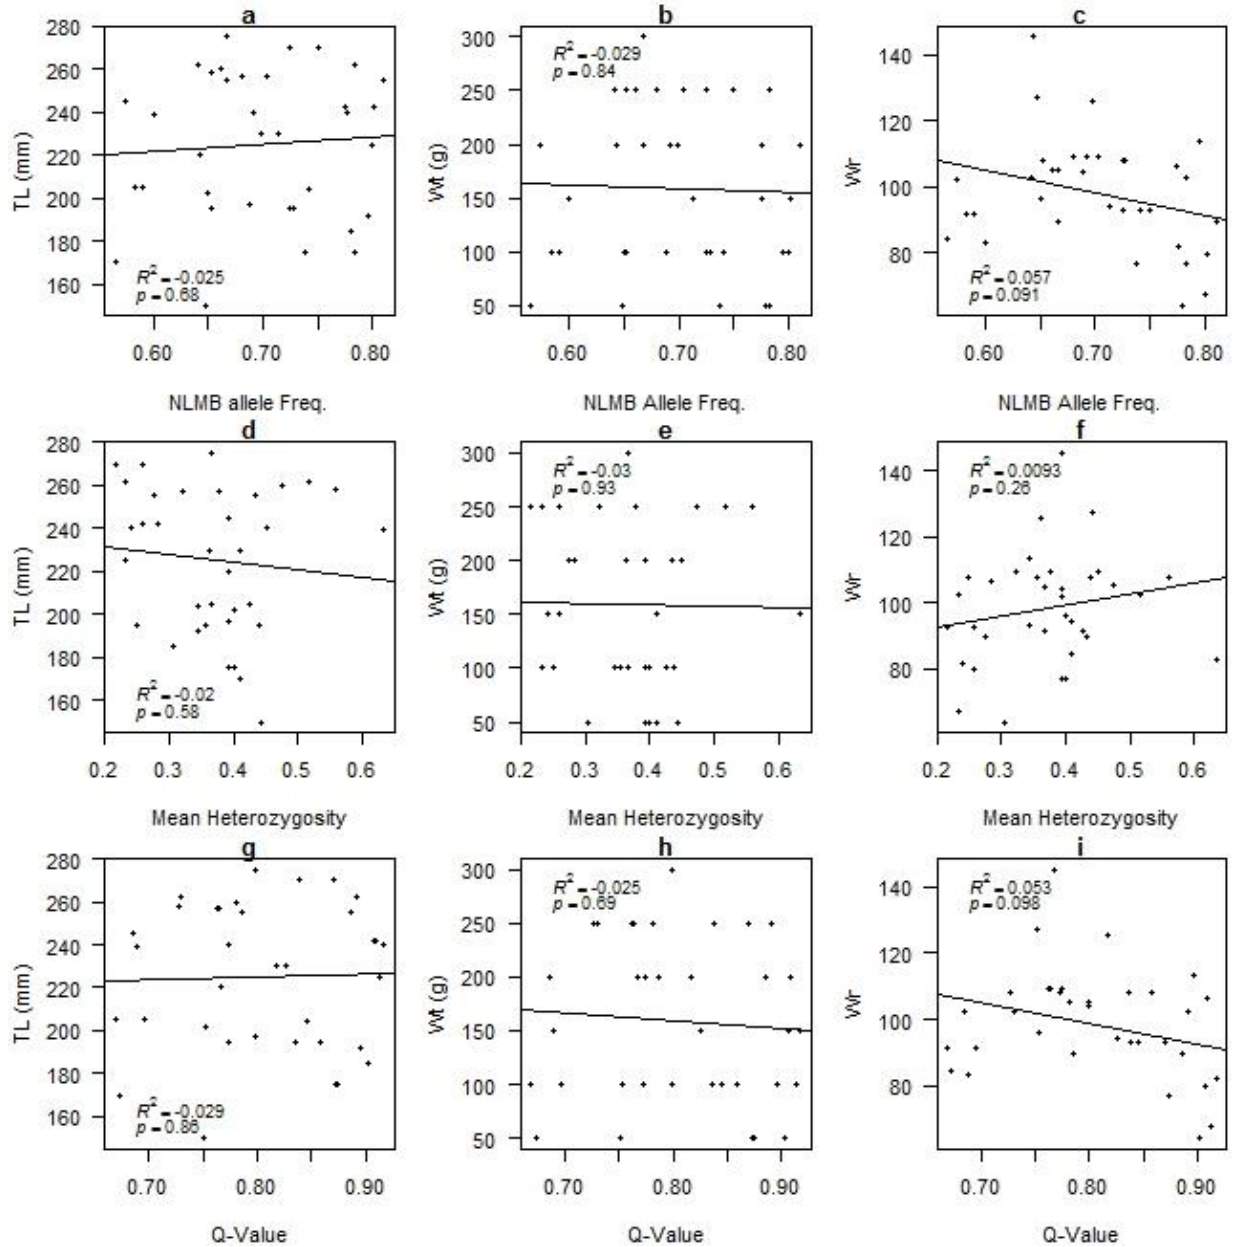 a
b
c
280
260
240
220
200
180
160
TL (mm)
R² = -0.025
p = 0.68
0.60
0.70
0.80
NLMB allele Freq.
300
250
200
150
100
50
Wt (g)
R² = -0.029
p = 0.84
0.60
0.70
0.80
NLMB Allele Freq.
140
120
100
80
Wr
R² = 0.057
p = 0.091
0.60
0.70
0.80
NLMB Allele Freq.
d
e
f
280
260
240
220
200
180
160
TL (mm)
R² = -0.02
p = 0.58
0.2
0.3
0.4
0.5
0.6
Mean Heterozygosity
300
250
200
150
100
50
Wt (g)
R² = -0.03
p = 0.93
0.2
0.3
0.4
0.5
0.6
Mean Heterozygosity
140
120
100
80
Wr
R² = 0.0093
p = 0.26
0.2
0.3
0.4
0.5
0.6
Mean Heterozygosity
g
h
i
280
260
240
220
200
180
160
TL (mm)
R² = -0.029
p = 0.86
0.70
0.80
0.90
Q-Value
300
250
200
150
100
50
Wt (g)
R² = -0.025
p = 0.69
0.70
0.80
0.90
Q-Value
140
120
100
80
Wr
R² = 0.053
p = 0.098
0.70
0.80
0.90
Q-Value